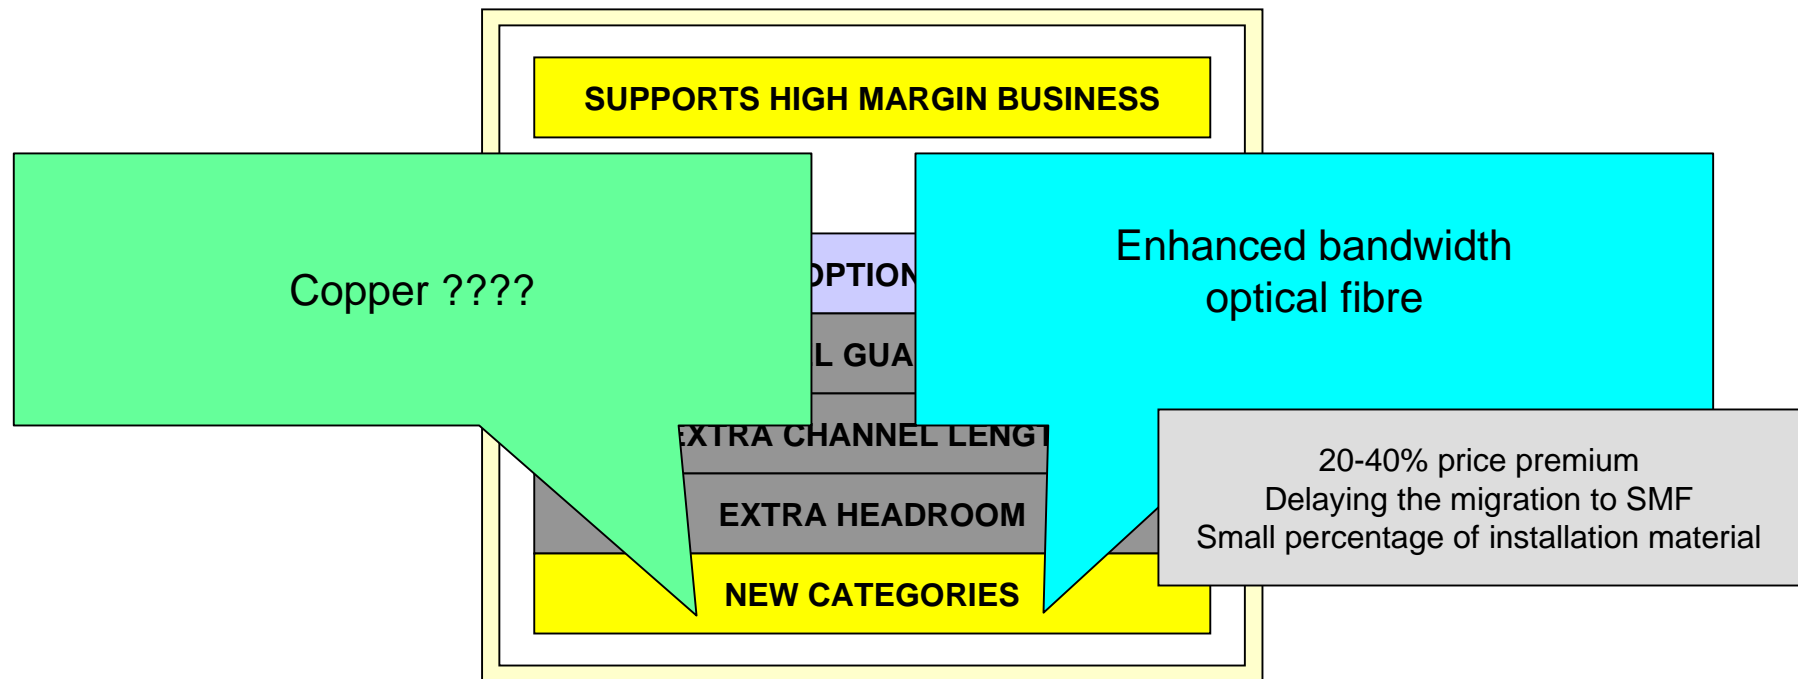 SUPPORTS HIGH MARGIN BUSINESS
Copper ????
Enhanced bandwidth
optical fibre
CHANNEL
EXTRA HEADROOM
20-40% price premium
Delaying the migration to SMF
Small percentage of installation material
NEW CATEGORIES